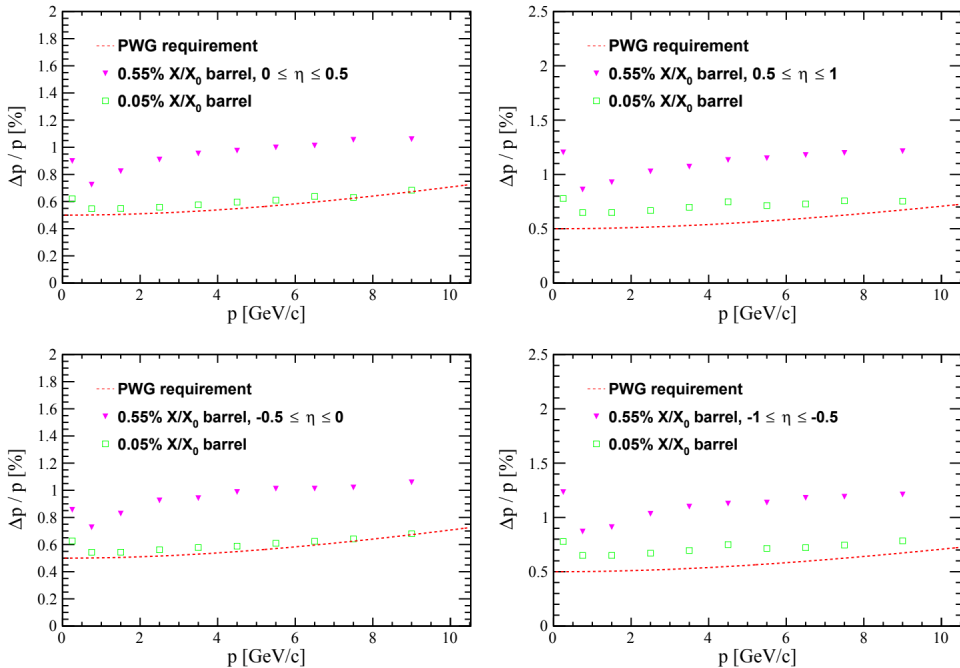 2
1.8
1.6
1.4
1.2
1
0.8
0.6
0.4
0.2
0
Δp / p [%]
PWG requirement
0.55% X/X₀ barrel, 0 ≤ η ≤ 0.5
0.05% X/X₀ barrel
0 2 4 6 8 10
p [GeV/c]
2.5
2
1.5
1
0.5
0
Δp / p [%]
PWG requirement
0.55% X/X₀ barrel, 0.5 ≤ η ≤ 1
0.05% X/X₀ barrel
0 2 4 6 8 10
p [GeV/c]
2
1.8
1.6
1.4
1.2
1
0.8
0.6
0.4
0.2
0
Δp / p [%]
PWG requirement
0.55% X/X₀ barrel, -0.5 ≤ η ≤ 0
0.05% X/X₀ barrel
0 2 4 6 8 10
p [GeV/c]
2.5
2
1.5
1
0.5
0
Δp / p [%]
PWG requirement
0.55% X/X₀ barrel, -1 ≤ η ≤ -0.5
0.05% X/X₀ barrel
0 2 4 6 8 10
p [GeV/c]